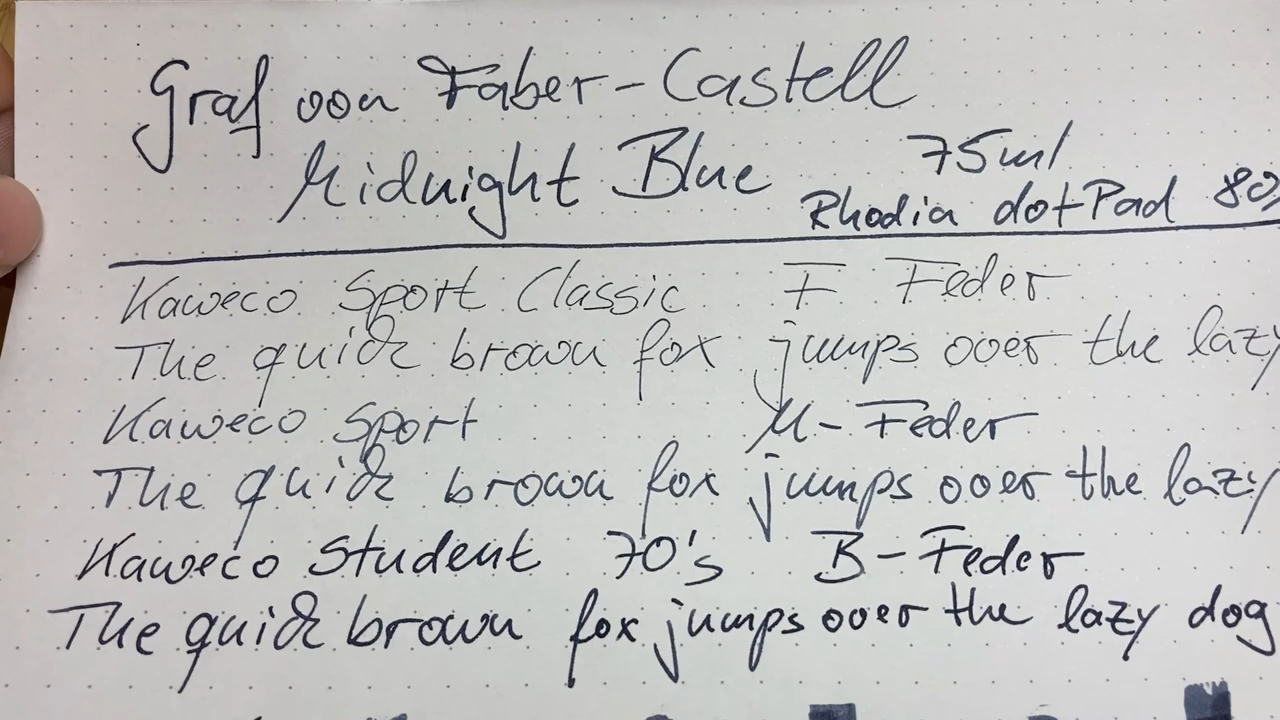 Graf von Faber-Castell
Midnight Blue 75ml
Rhodia dotPad 80
Kaweco Sport Classic F Feder
The quick brown fox jumps over the lazy
Kaweco Sport M-Feder
The quick brown fox jumps over the lazy
Kaweco Student 70's B-Feder
The quick brown fox jumps over the lazy dog